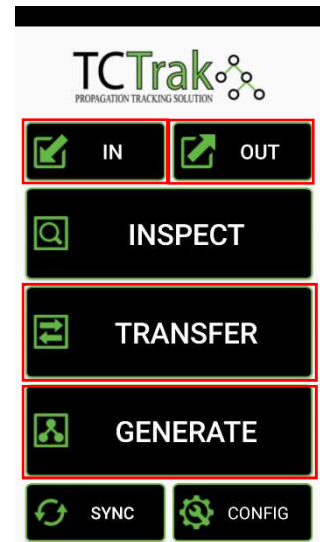 TCTrak
PROPAGATION TRACKING SOLUTION
IN OUT
INSPECT
TRANSFER
GENERATE
SYNC CONFIG